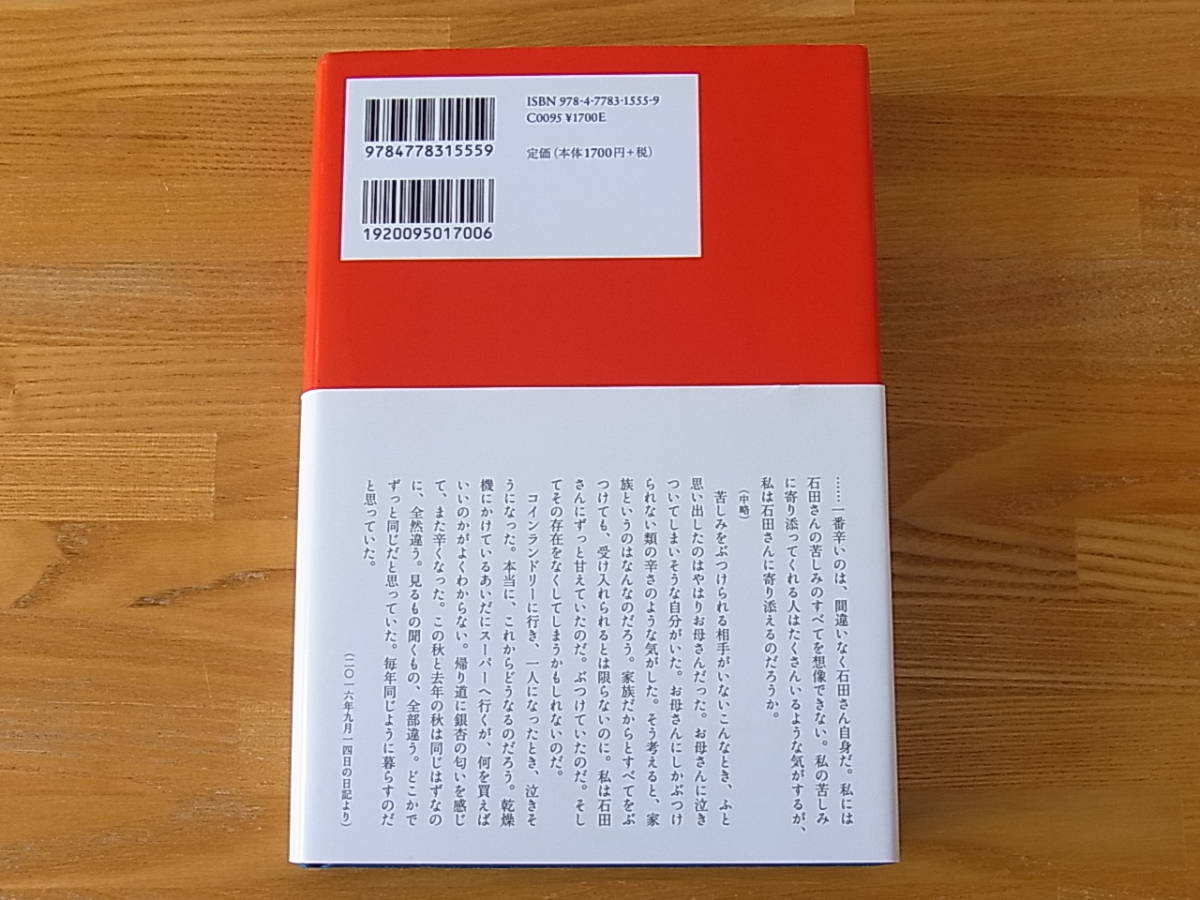 ISBN 978-4-7783-1555-9
C0095 ¥1700E
9784778315559
定価(本体1700円+税)
1920095017006
……一番辛いのは、間違いなく石田さん自身だ。私には
石田さんの苦しみのすべてを想像できない。私の苦しみ
に寄り添ってくれる人はたくさんいるような気がするが、
私は石田さんに寄り添えるのだろうか。
(中略)
苦しみをぶつけられる相手がいないこんなとき、ふと
思い出したのはやはりお母さんだった。お母さんに泣き
ついてしまいそうな自分がいた。お母さんにしかぶつけ
られない類の辛さのような気がした。そう考えると、家
族というのはなんなのだろう。家族だからとすべてをぶ
つけても、受け入れられるとは限らないのに。私は石田
さんにずっと甘えていたのだ。ぶつけていたのだ。そし
てその存在をなくしてしまうかもしれないのだ。
コインランドリーに行き、一人になったとき、泣きそ
うになった。本当に、これからどうなるのだろう。乾燥
機にかけているあいだにスーパーへ行くが、何を買えば
いいのかがよくわからない。帰り道に銀杏の匂いを感じ
て、また辛くなった。この秋と去年の秋は同じはずなの
に、全然違う。見るもの聞くもの、全部違う。どこかで
ずっと同じだと思っていた。毎年同じように暮らすのだ
と思っていた。
(二〇一六年九月一四日の日記より)